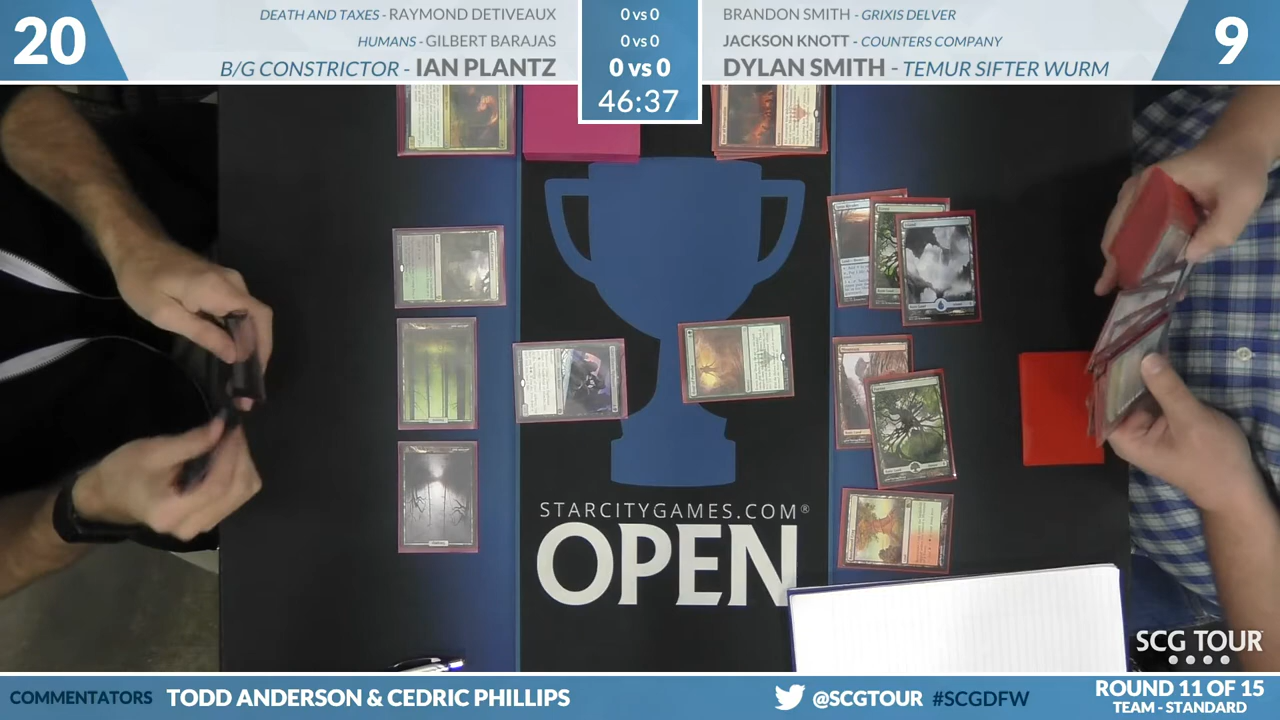 20
DEATH AND TAXES - RAYMOND DETIVEAUX
HUMANS - GILBERT BARAJAS
B/G CONSTRICTOR - IAN PLANTZ
0 vs 0
0 vs 0
0 vs 0
46:37
BRANDON SMITH - GRIXIS DELVER
JACKSON KNOTT - COUNTERS COMPANY
DYLAN SMITH - TEMUR SIFTER WURM
9
STARCITYGAMES.COM®
OPEN
SCG TOUR
COMMENTATORS TODD ANDERSON & CEDRIC PHILLIPS
@SCGTOUR #SCGDFW
ROUND 11 OF 15
TEAM - STANDARD